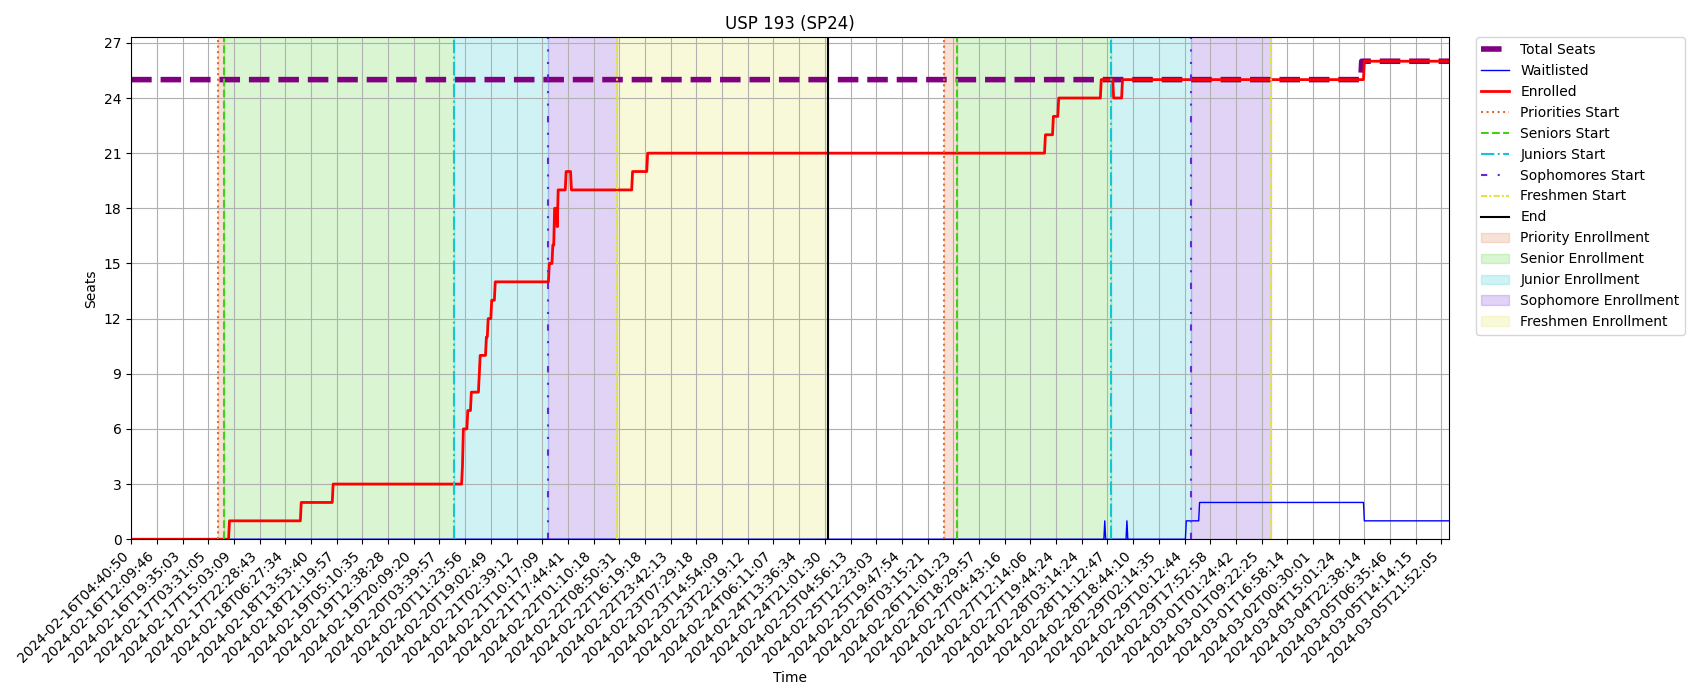 USP 193 (SP24)
27
24
21
18
15
12
9
6
3
0
Seats
2024-02-16T04:40:50
2024-02-16T12:09:46
2024-02-16T19:35:03
2024-02-17T03:31:05
2024-02-17T15:03:09
2024-02-17T22:28:43
2024-02-18T06:27:34
2024-02-18T13:53:40
2024-02-18T21:19:57
2024-02-19T05:10:35
2024-02-19T12:38:28
2024-02-19T20:09:20
2024-02-20T03:39:57
2024-02-20T11:23:56
2024-02-20T19:02:49
2024-02-21T02:39:12
2024-02-21T10:17:09
2024-02-21T17:44:41
2024-02-22T01:10:18
2024-02-22T08:50:31
2024-02-22T16:19:18
2024-02-22T23:42:13
2024-02-23T07:29:18
2024-02-23T14:54:09
2024-02-23T22:19:12
2024-02-24T06:11:07
2024-02-24T13:36:34
2024-02-24T21:01:30
2024-02-25T04:56:13
2024-02-25T12:23:03
2024-02-25T19:47:54
2024-02-26T03:15:21
2024-02-26T11:01:23
2024-02-26T18:29:57
2024-02-27T04:43:16
2024-02-27T12:14:06
2024-02-27T19:44:24
2024-02-28T03:14:24
2024-02-28T11:12:47
2024-02-28T18:44:10
2024-02-29T02:14:35
2024-02-29T10:12:44
2024-02-29T17:52:58
2024-03-01T01:24:42
2024-03-01T09:22:25
2024-03-01T16:58:14
2024-03-02T00:30:01
2024-03-04T15:01:24
2024-03-04T22:38:14
2024-03-05T06:35:46
2024-03-05T14:14:15
2024-03-05T21:52:05
Time
Total Seats
Waitlisted
Enrolled
Priorities Start
Seniors Start
Juniors Start
Sophomores Start
Freshmen Start
End
Priority Enrollment
Senior Enrollment
Junior Enrollment
Sophomore Enrollment
Freshmen Enrollment